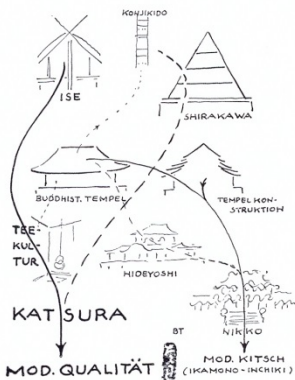 KONJIKIDO
ISE
SHIRAKAWA
BUDDHIST. TEMPEL
TEMPEL KON-
STRUKTION
TEE-
KUL-
TUR
HIDEYOSHI
KATSURA
BT
NIKKO
MOD. QUALITÄT
MOD. KITSCH
(IKAMONO-INCHIKI)